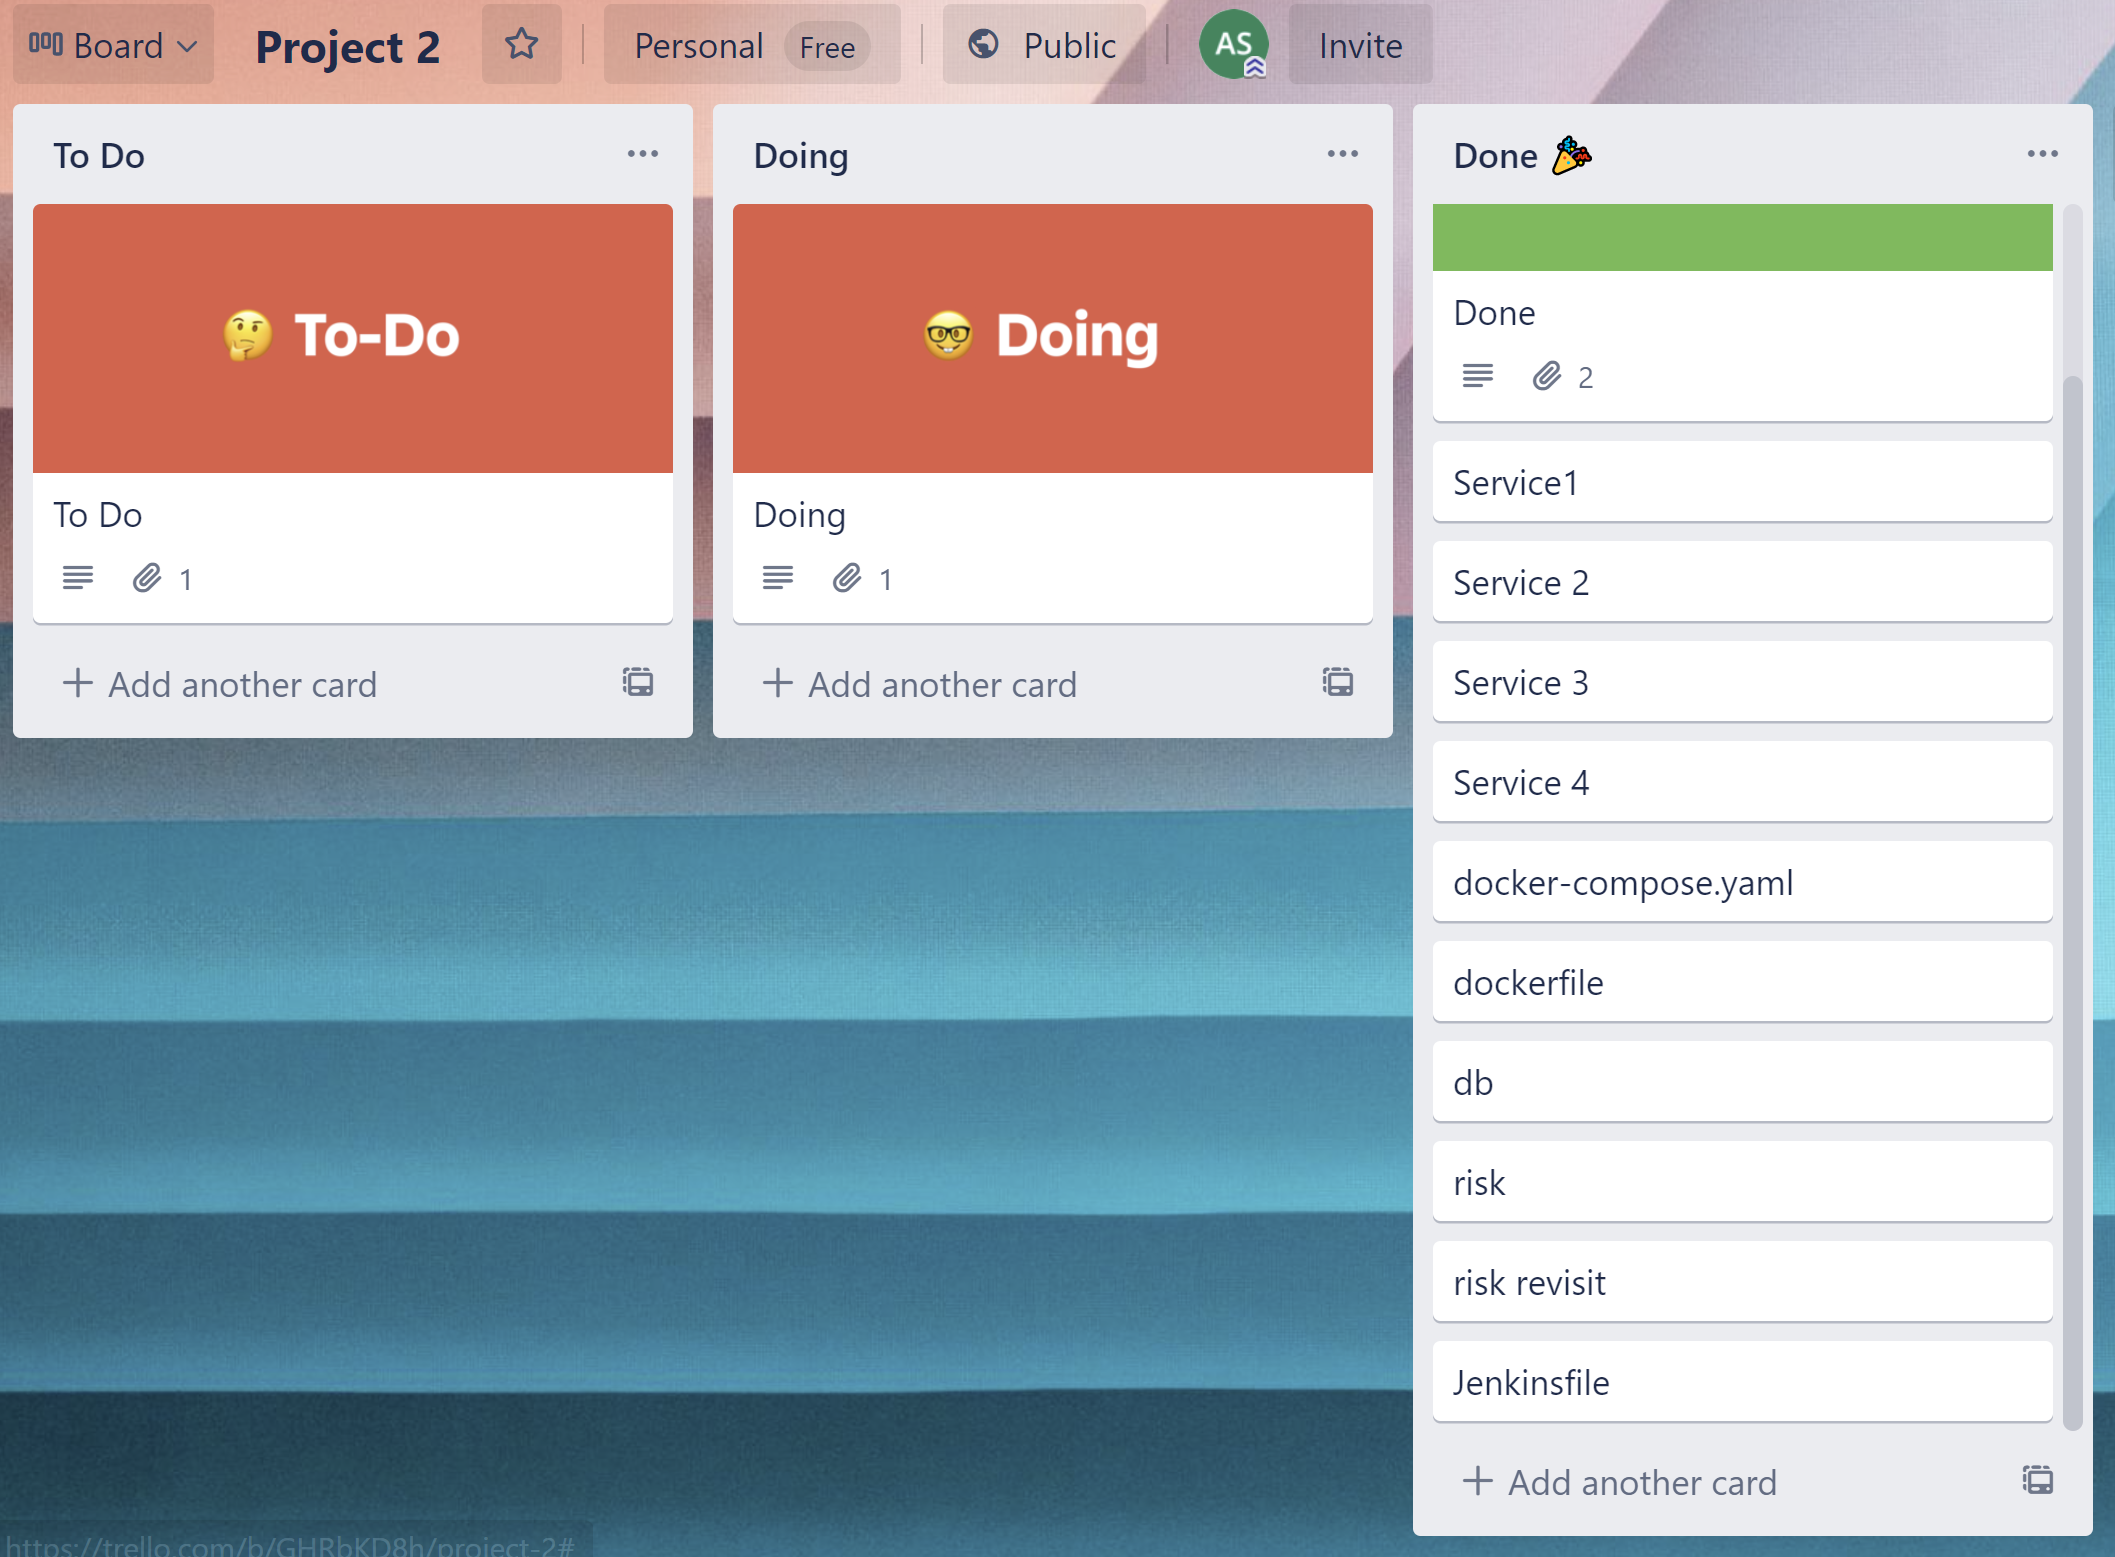 Board
Project 2
Personal Free
Public
AS
Invite
To Do
To-Do
To Do
1
Add another card
Doing
Doing
Doing
1
Add another card
Done
Done
2
Service1
Service 2
Service 3
Service 4
docker-compose.yaml
dockerfile
db
risk
risk revisit
Jenkinsfile
Add another card
https://trello.com/b/GHRbKD8h/project-2#